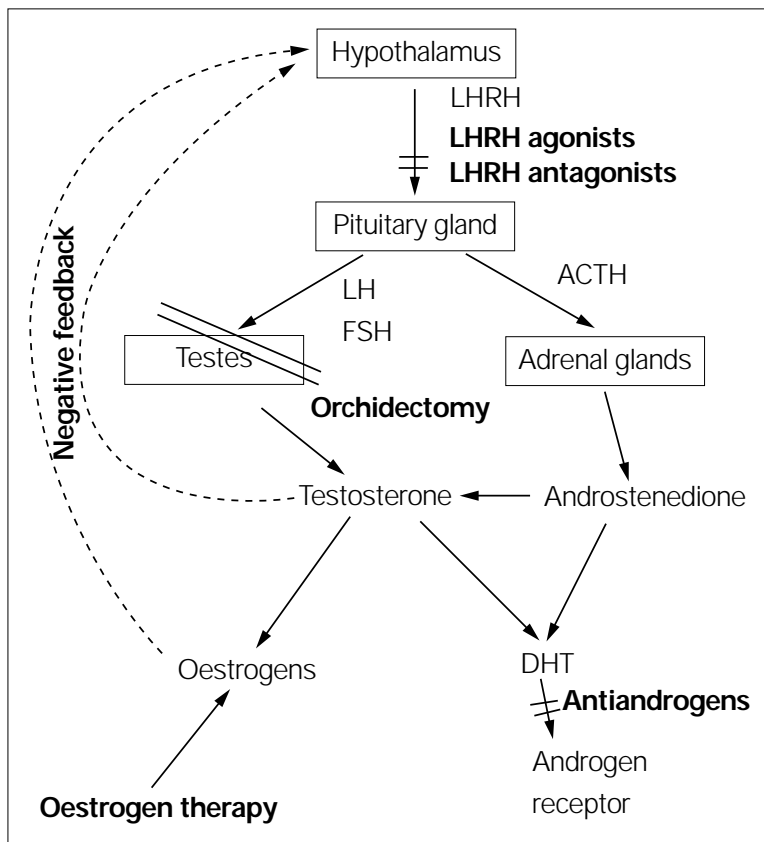 Hypothalamus
LHRH
LHRH agonists
LHRH antagonists
Pituitary gland
ACTH
LH
FSH
Negative feedback
Testes
Adrenal glands
Orchidectomy
Testosterone
Androstenedione
Oestrogens
DHT
Antiandrogens
Androgen
receptor
Oestrogen therapy